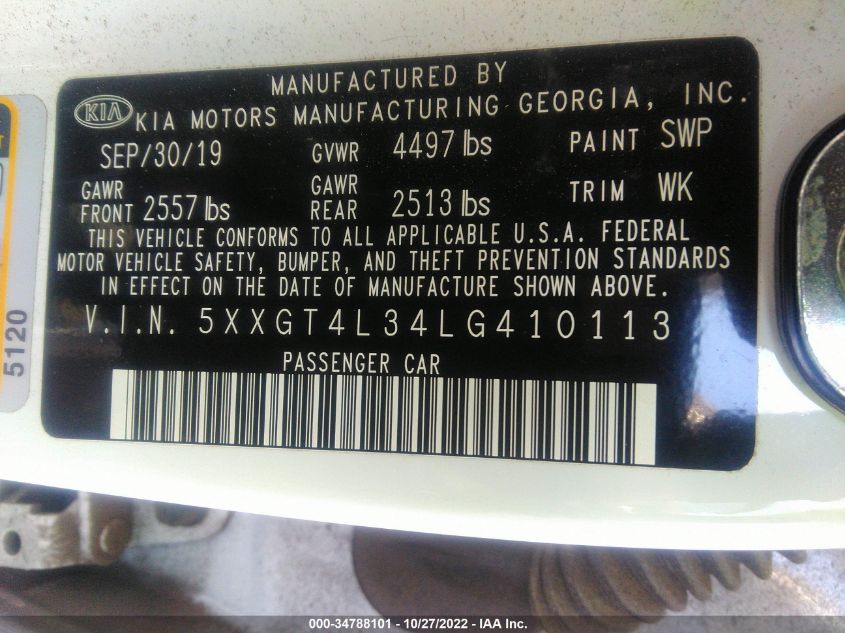 MANUFACTURED BY
KIA KIA MOTORS MANUFACTURING GEORGIA, INC.
SEP/30/19 GVWR 4497 lbs PAINT SWP
GAWR FRONT 2557 lbs GAWR REAR 2513 lbs TRIM WK
THIS VEHICLE CONFORMS TO ALL APPLICABLE U.S.A. FEDERAL
MOTOR VEHICLE SAFETY, BUMPER, AND THEFT PREVENTION STANDARDS
IN EFFECT ON THE DATE OF MANUFACTURE SHOWN ABOVE.
V.I.N. 5XXGT4L34LG410113
PASSENGER CAR
5120
000-34788101 - 10/27/2022 - IAA Inc.